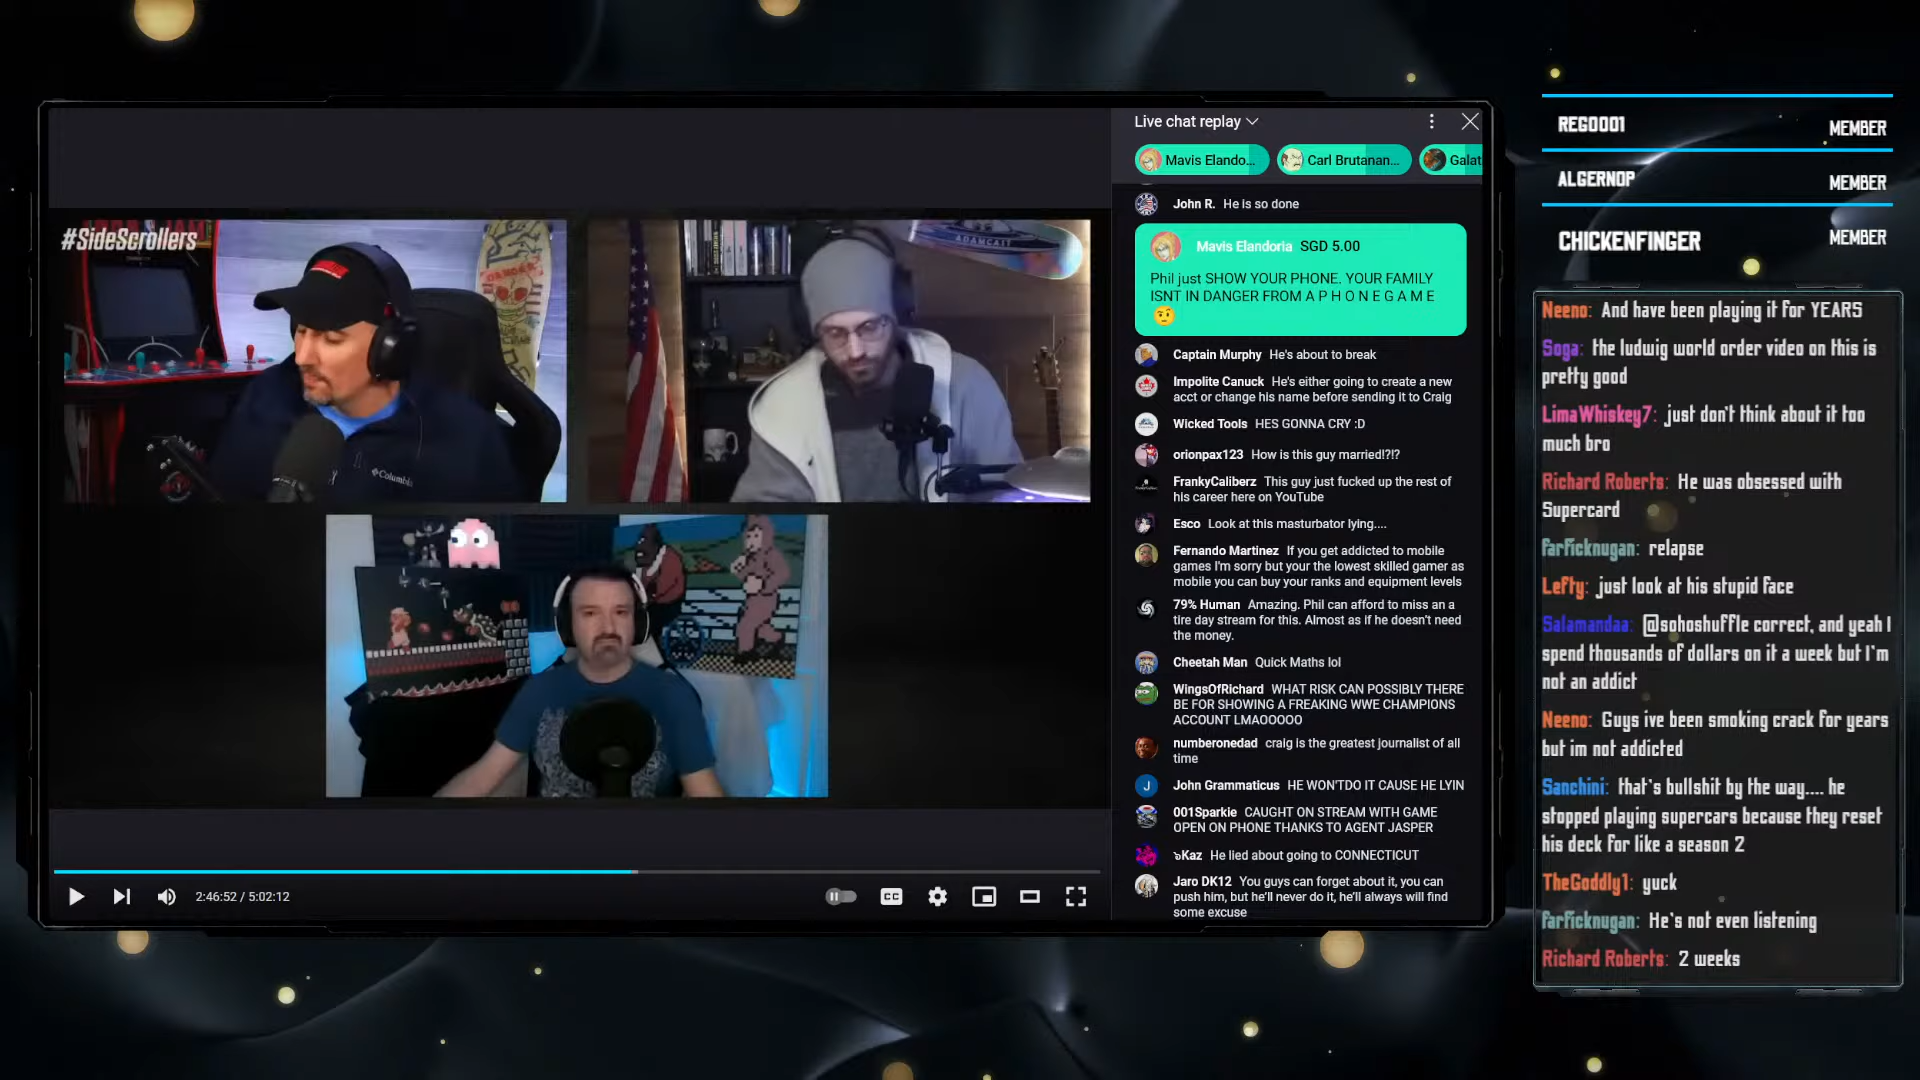 #SideScrollers
ADAMCAST
Columbia
2:46:52 / 5:02:12
CC
Live chat replay
Mavis Elando...
Carl Brutanan...
Galat
John R. He is so done
Mavis Elandoria SGD 5.00
Phil just SHOW YOUR PHONE. YOUR FAMILY
ISNT IN DANGER FROM A P H O N E G A M E
🤨
Captain Murphy He's about to break
Impolite Canuck He's either going to create a new
acct or change his name before sending it to Craig
Wicked Tools HES GONNA CRY :D
orionpax123 How is this guy married!?!?
FrankyCaliberz This guy just fucked up the rest of
his career here on YouTube
Esco Look at this masturbator lying....
Fernando Martinez If you get addicted to mobile
games I'm sorry but your the lowest skilled gamer as
mobile you can buy your ranks and equipment levels
79% Human Amazing. Phil can afford to miss an a
tire day stream for this. Almost as if he doesn't need
the money.
Cheetah Man Quick Maths lol
WingsOfRichard WHAT RISK CAN POSSIBLY THERE
BE FOR SHOWING A FREAKING WWE CHAMPIONS
ACCOUNT LMAOOOOO
numberonedad craig is the greatest journalist of all
time
J John Grammaticus HE WON'TDO IT CAUSE HE LYIN
001Sparkie CAUGHT ON STREAM WITH GAME
OPEN ON PHONE THANKS TO AGENT JASPER
Kaz He lied about going to CONNECTICUT
Jaro DK12 You guys can forget about it, you can
push him, but he'll never do it, he'll always will find
some excuse
REGO001 MEMBER
ALGERNOP MEMBER
CHICKENFINGER MEMBER
Neeno: And have been playing it for YEARS
Soga: the ludwig world order video on this is
pretty good
LimaWhiskey7: just don't think about it too
much bro
Richard Roberts: He was obsessed with
Supercard
farficknugan: relapse
Lefty: just look at his stupid face
Salamandaa: @sohoshuffle correct, and yeah I
spend thousands of dollars on it a week but I'm
not an addict
Neeno: Guys ive been smoking crack for years
but im not addicted
Sanchini: that's bullshit by the way.... he
stopped playing supercars because they reset
his deck for like a season 2
TheGoddly1: yuck
farficknugan: He's not even listening
Richard Roberts: 2 weeks